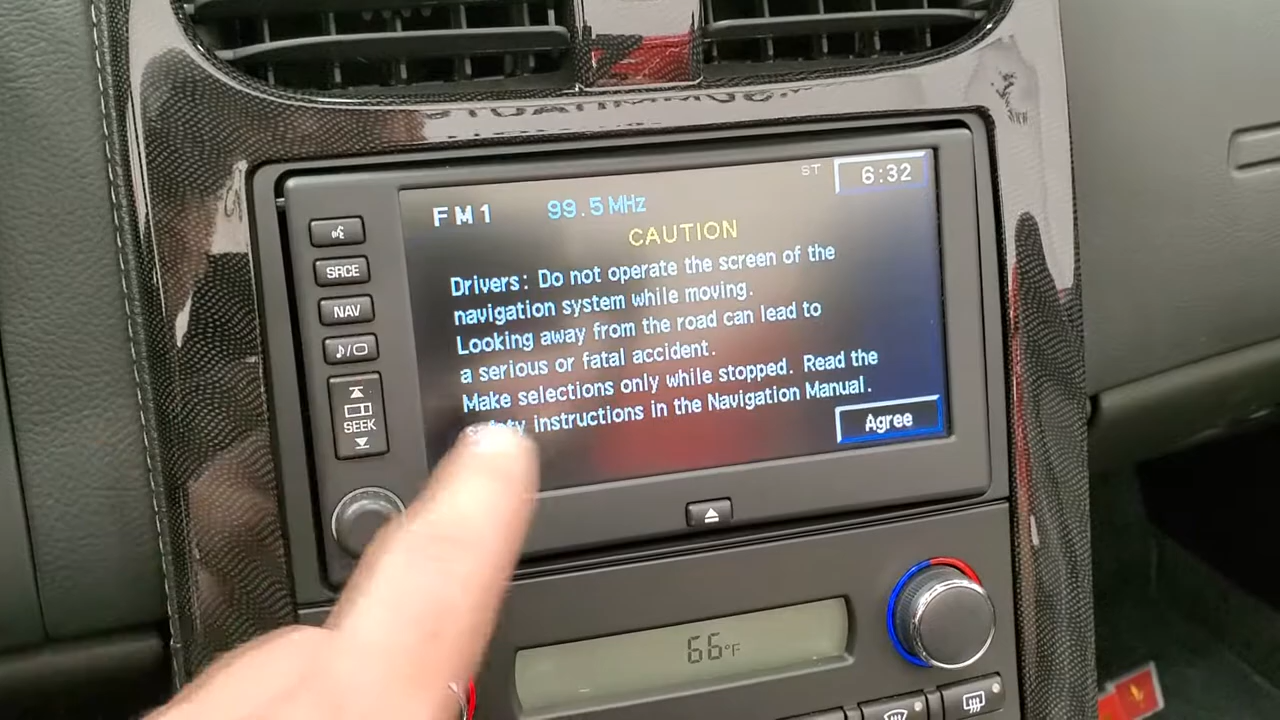 ST 6:32
FM1 99.5 MHz
CAUTION
Drivers: Do not operate the screen of the
navigation system while moving.
Looking away from the road can lead to
a serious or fatal accident.
Make selections only while stopped. Read the
safety instructions in the Navigation Manual.
Agree
SRCE
NAV
SEEK
66°F